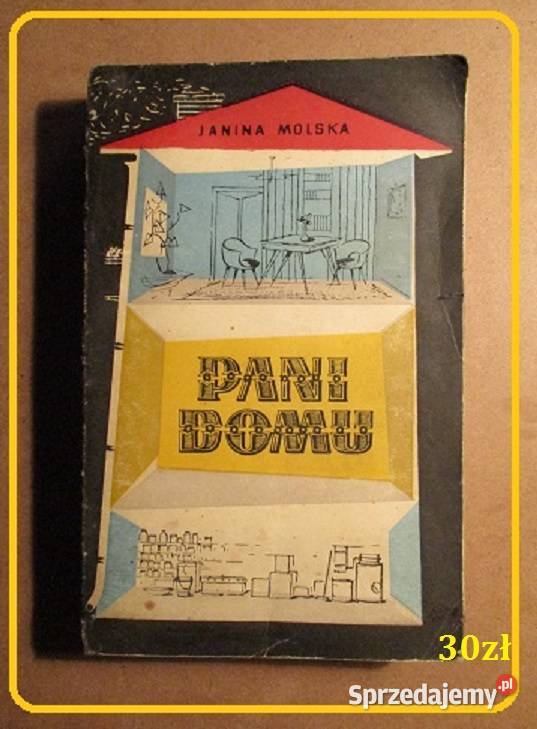 JANINA MOLSKA
PANI
DOMU
30zł
Sprzedajemy.pl